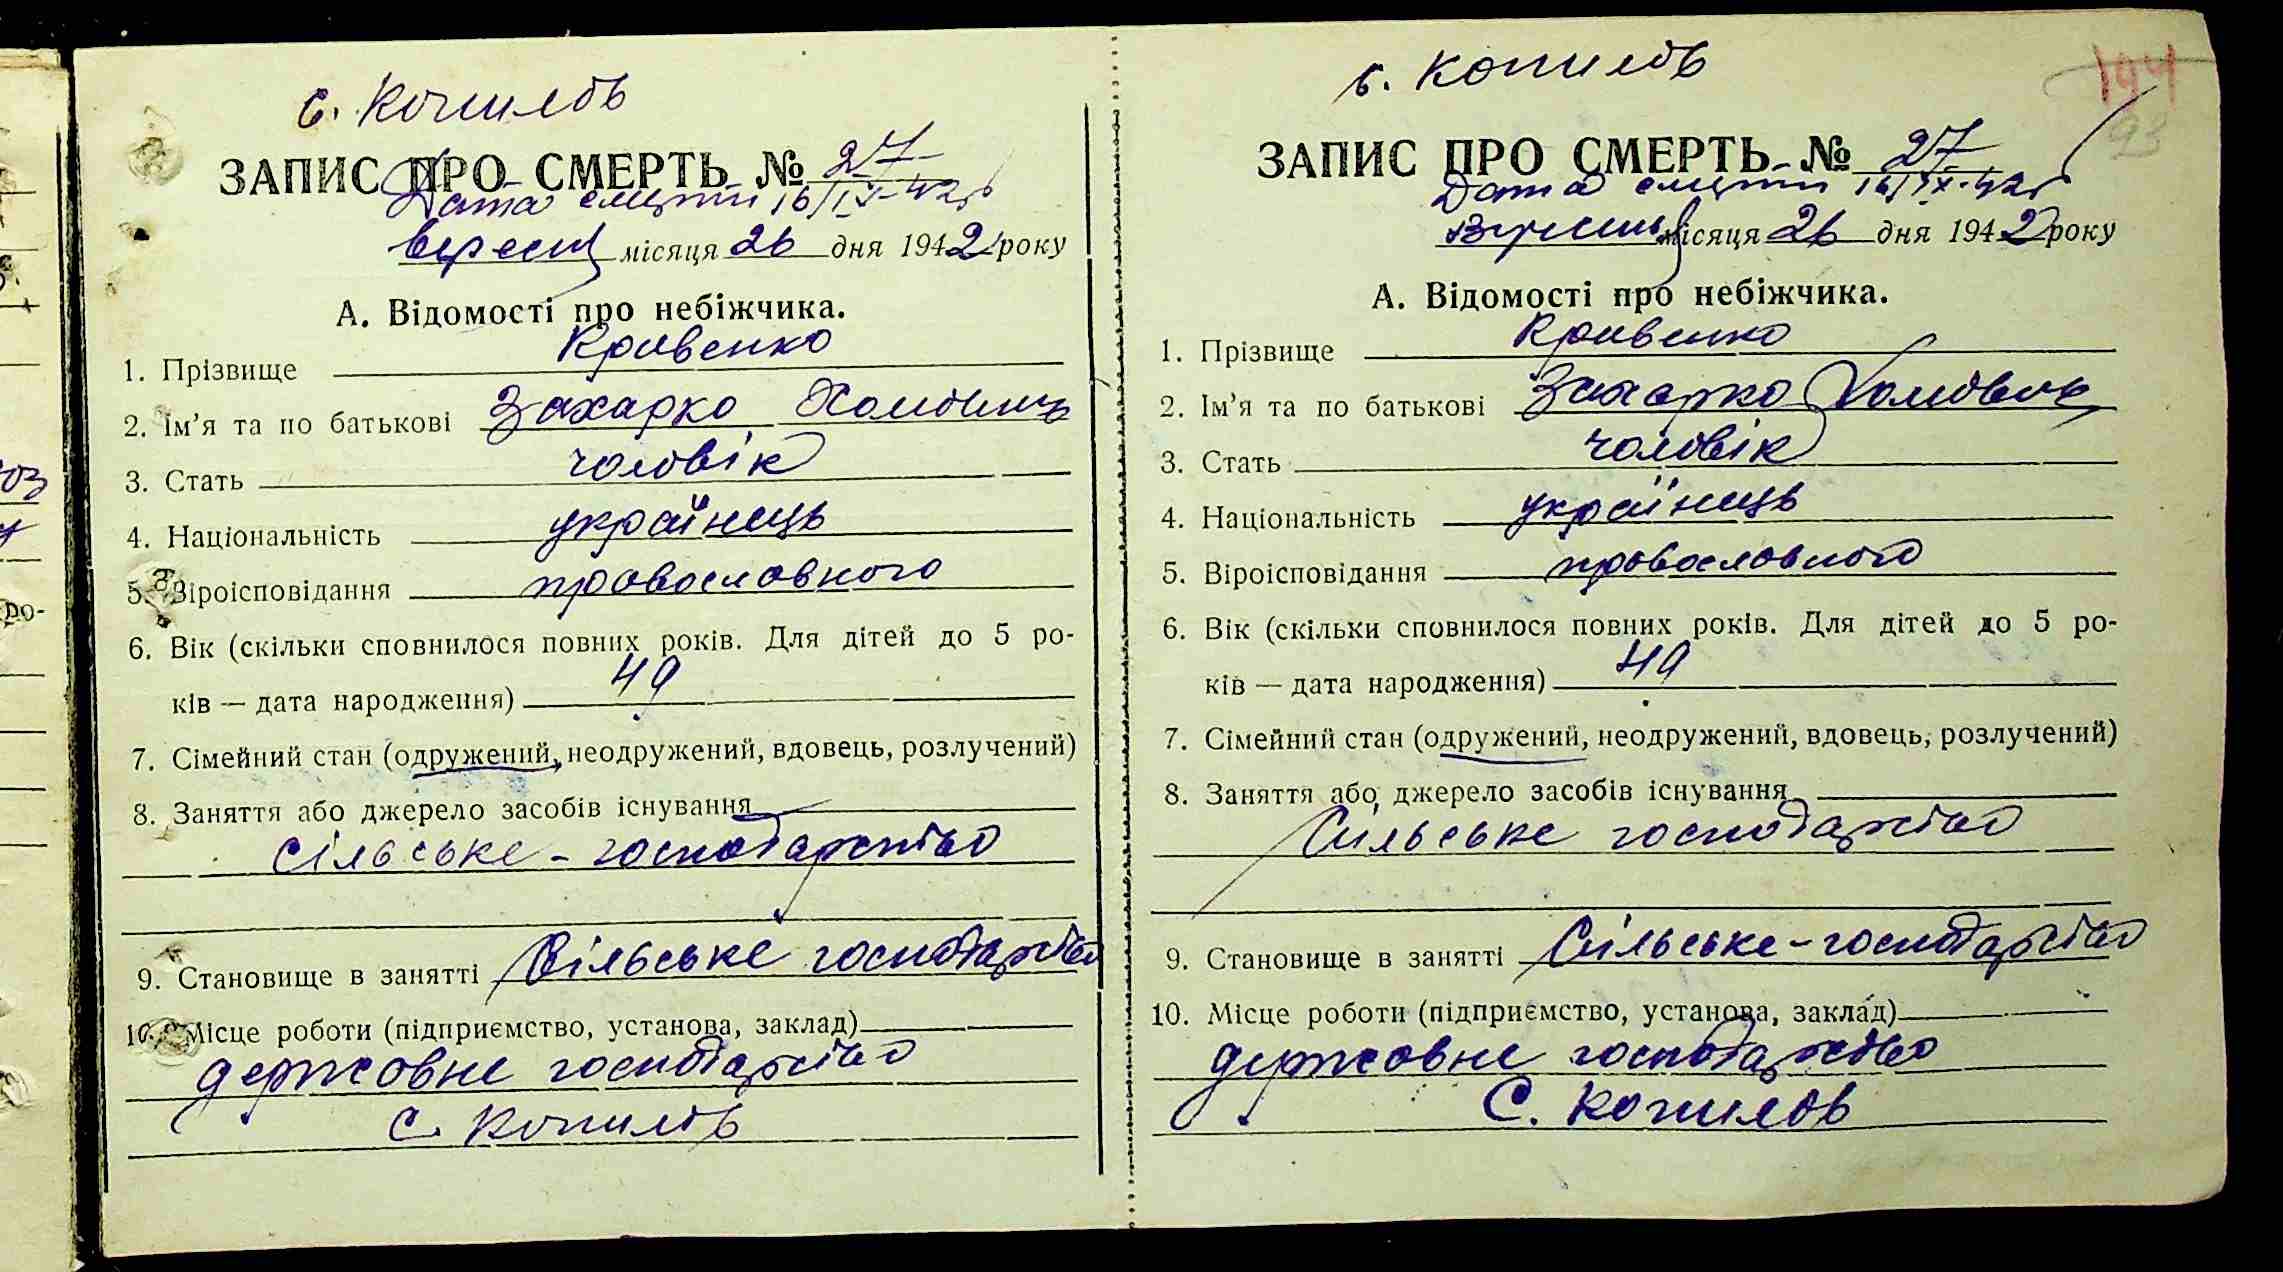 с. Копилов
ЗАПИС ПРО СМЕРТЬ № 27
Дата смерти 16/IX-42 р
вересня місяця 26 дня 1942 року
А. Відомості про небіжчика.
1. Прізвище Кривенко
2. Ім’я та по батькові Захарко Хомович
3. Стать чоловік
4. Національність українець
5. Віроісповідання православного
6. Вік (скільки сповнилося повних років. Для дітей до 5 ро-
ків — дата народження) 49
7. Сімейний стан (одружений, неодружений, вдовець, розлучений)
8. Заняття або джерело засобів існування
сільське-господарство
9. Становище в занятті Сільське господарство
10. Місце роботи (підприємство, установа, заклад)
державне господарство
с. Копилов
с. Копилов
194
93
ЗАПИС ПРО СМЕРТЬ № 27
Дата смерти 16/IX-42 р
вересня місяця 26 дня 1942 року
А. Відомості про небіжчика.
1. Прізвище Кривенко
2. Ім’я та по батькові Захарко Хомович
3. Стать чоловік
4. Національність українець
5. Віроісповідання православного
6. Вік (скільки сповнилося повних років. Для дітей до 5 ро-
ків — дата народження) 49
7. Сімейний стан (одружений, неодружений, вдовець, розлучений)
8. Заняття або джерело засобів існування
Сільське господарство
9. Становище в занятті Сільське-господарство
10. Місце роботи (підприємство, установа, заклад)
державне господарство
С. Копилов